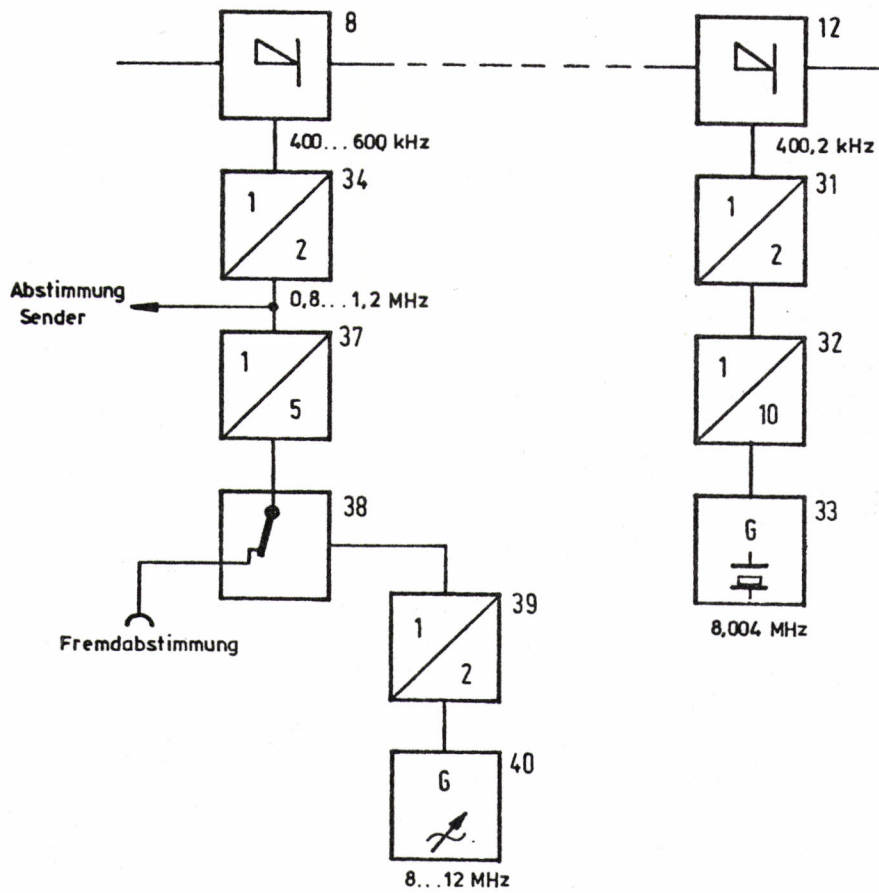 8
12
400...600 kHz
400,2 kHz
34
1
2
31
1
2
Abstimmung
Sender
0,8...1,2 MHz
37
1
5
32
1
10
38
33
G
8,004 MHz
Fremdabstimmung
39
1
2
40
G
8...12 MHz